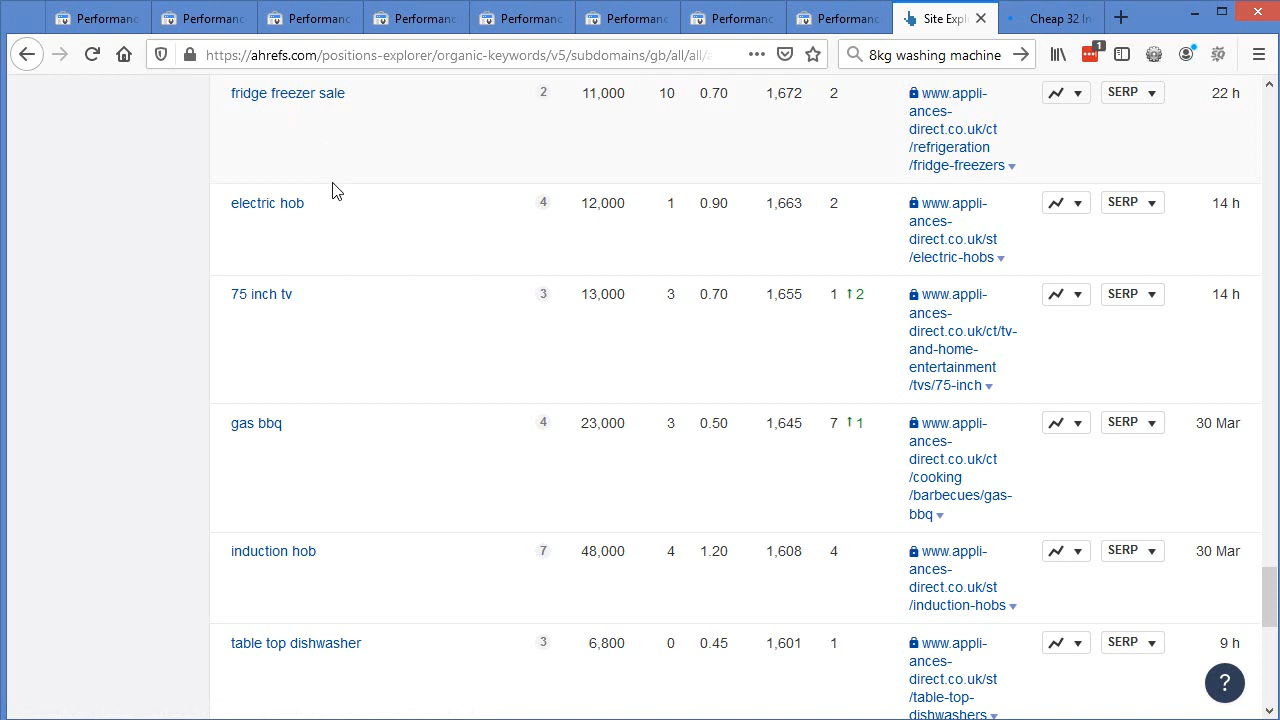 Performanc Performanc Performanc Performanc Performanc Performanc Performanc Performanc Site Expl Cheap 32 In
https://ahrefs.com/positions-explorer/organic-keywords/v5/subdomains/gb/all/all/a 8kg washing machine 1
fridge freezer sale 2 11,000 10 0.70 1,672 2 www.appli- SERP 22 h
ances-
direct.co.uk/ct
/refrigeration
/fridge-freezers
electric hob 4 12,000 1 0.90 1,663 2 www.appli- SERP 14 h
ances-
direct.co.uk/st
/electric-hobs
75 inch tv 3 13,000 3 0.70 1,655 1 ↑2 www.appli- SERP 14 h
ances-
direct.co.uk/ct/tv-
and-home-
entertainment
/tvs/75-inch
gas bbq 4 23,000 3 0.50 1,645 7 ↑1 www.appli- SERP 30 Mar
ances-
direct.co.uk/ct
/cooking
/barbecues/gas-
bbq
induction hob 7 48,000 4 1.20 1,608 4 www.appli- SERP 30 Mar
ances-
direct.co.uk/st
/induction-hobs
table top dishwasher 3 6,800 0 0.45 1,601 1 www.appli- SERP 9 h
ances-
direct.co.uk/st
/table-top-
dishwashers
?